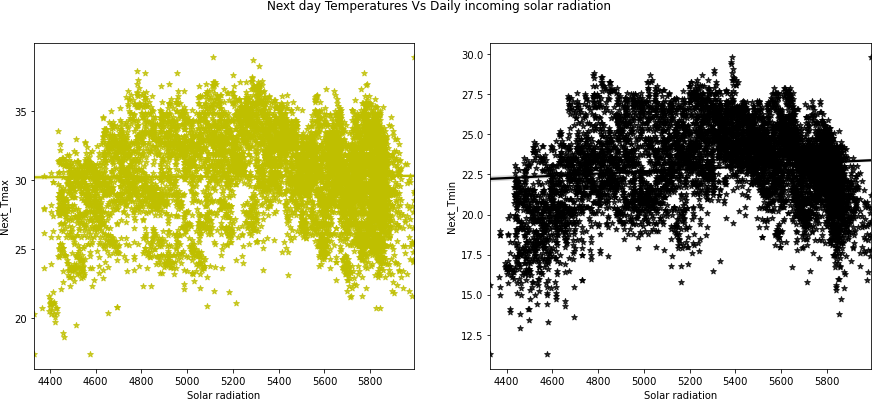 Next day Temperatures Vs Daily incoming solar radiation
Next_Tmax
35
30
25
20
4400 4600 4800 5000 5200 5400 5600 5800
Solar radiation
Next_Tmin
30.0
27.5
25.0
22.5
20.0
17.5
15.0
12.5
4400 4600 4800 5000 5200 5400 5600 5800
Solar radiation